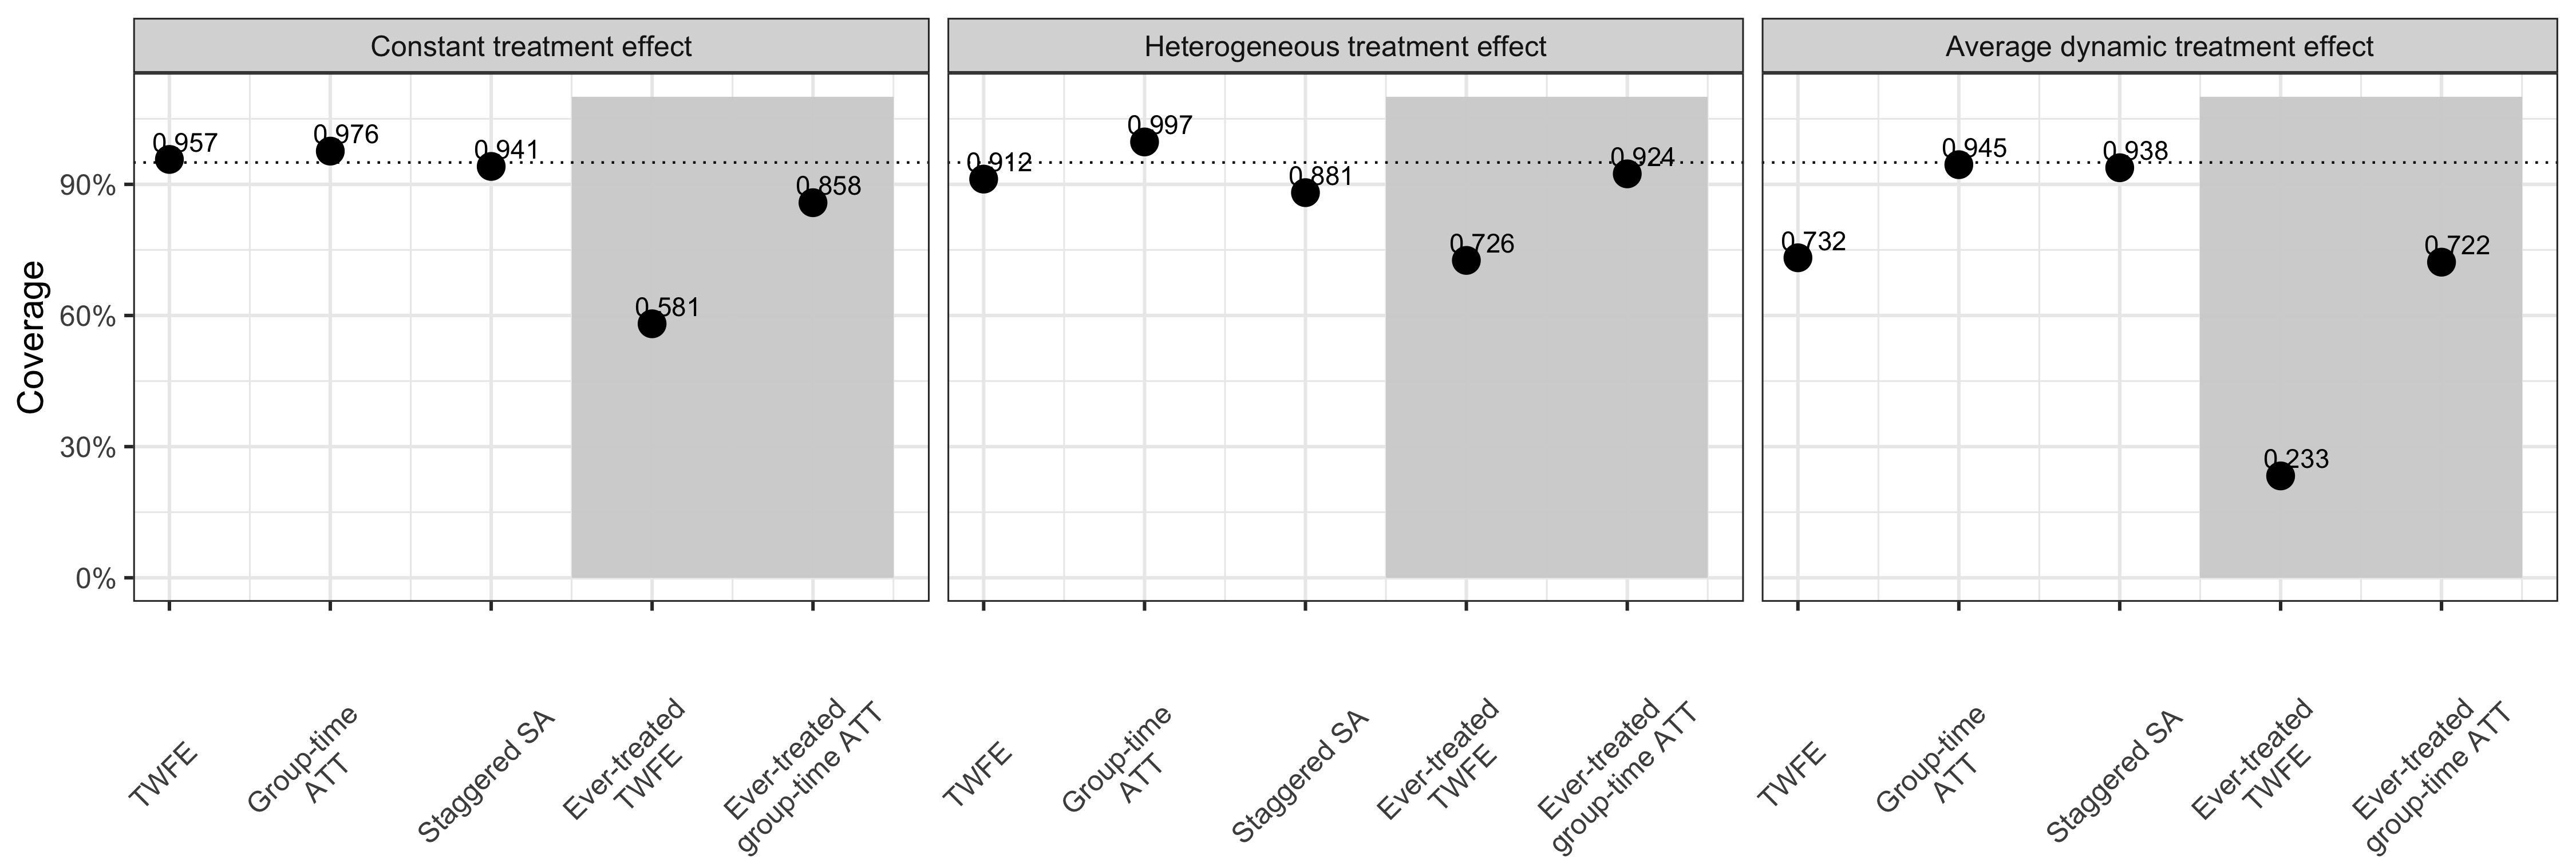 Constant treatment effect
Heterogeneous treatment effect
Average dynamic treatment effect
Coverage
90%
60%
30%
0%
0.957
0.976
0.941
0.581
0.858
0.912
0.997
0.881
0.726
0.924
0.732
0.945
0.938
0.233
0.722
TWFE
Group-time
ATT
Staggered SA
Ever-treated
TWFE
Ever-treated
group-time ATT
TWFE
Group-time
ATT
Staggered SA
Ever-treated
TWFE
Ever-treated
group-time ATT
TWFE
Group-time
ATT
Staggered SA
Ever-treated
TWFE
Ever-treated
group-time ATT